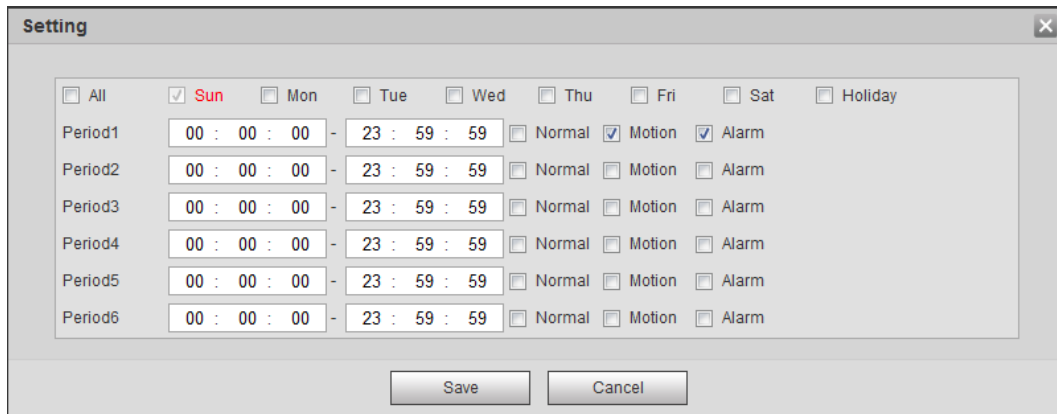 Setting
All Sun Mon Tue Wed Thu Fri Sat Holiday
Period1 00 : 00 : 00 - 23 : 59 : 59 Normal Motion Alarm
Period2 00 : 00 : 00 - 23 : 59 : 59 Normal Motion Alarm
Period3 00 : 00 : 00 - 23 : 59 : 59 Normal Motion Alarm
Period4 00 : 00 : 00 - 23 : 59 : 59 Normal Motion Alarm
Period5 00 : 00 : 00 - 23 : 59 : 59 Normal Motion Alarm
Period6 00 : 00 : 00 - 23 : 59 : 59 Normal Motion Alarm
Save Cancel